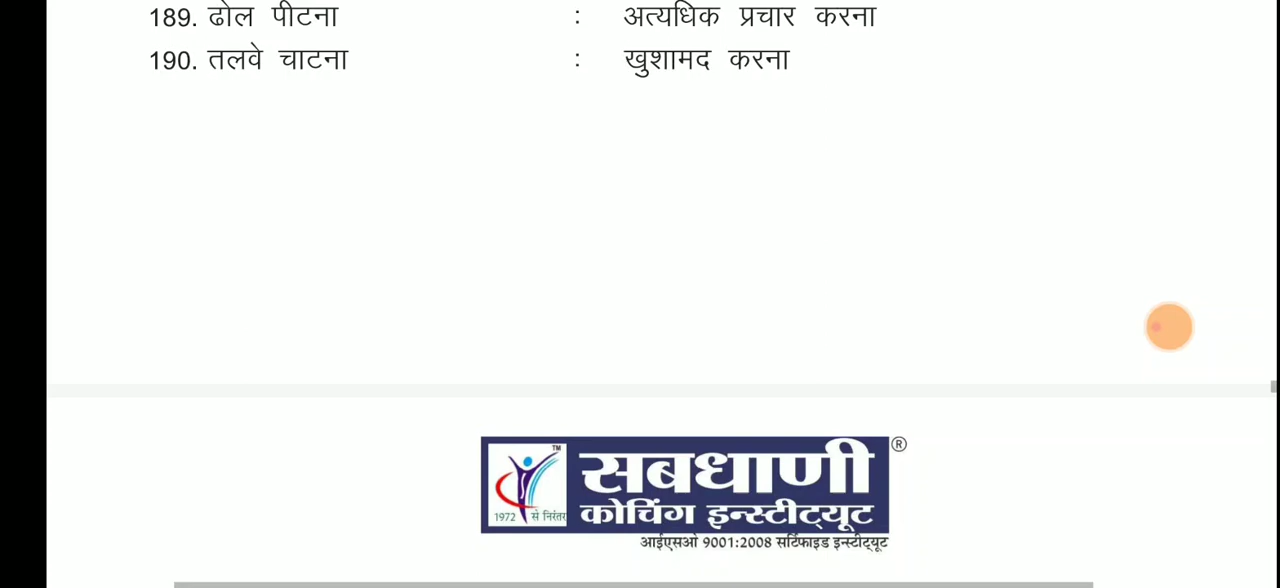 189. ढोल पीटना : अत्यधिक प्रचार करना
190. तलवे चाटना : खुशामद करना
सबधाणी ®
कोचिंग इन्स्टीट्यूट
TM
1972 से निरंतर
आईएसओ 9001:2008 सर्टिफाइड इन्स्टीट्यूट